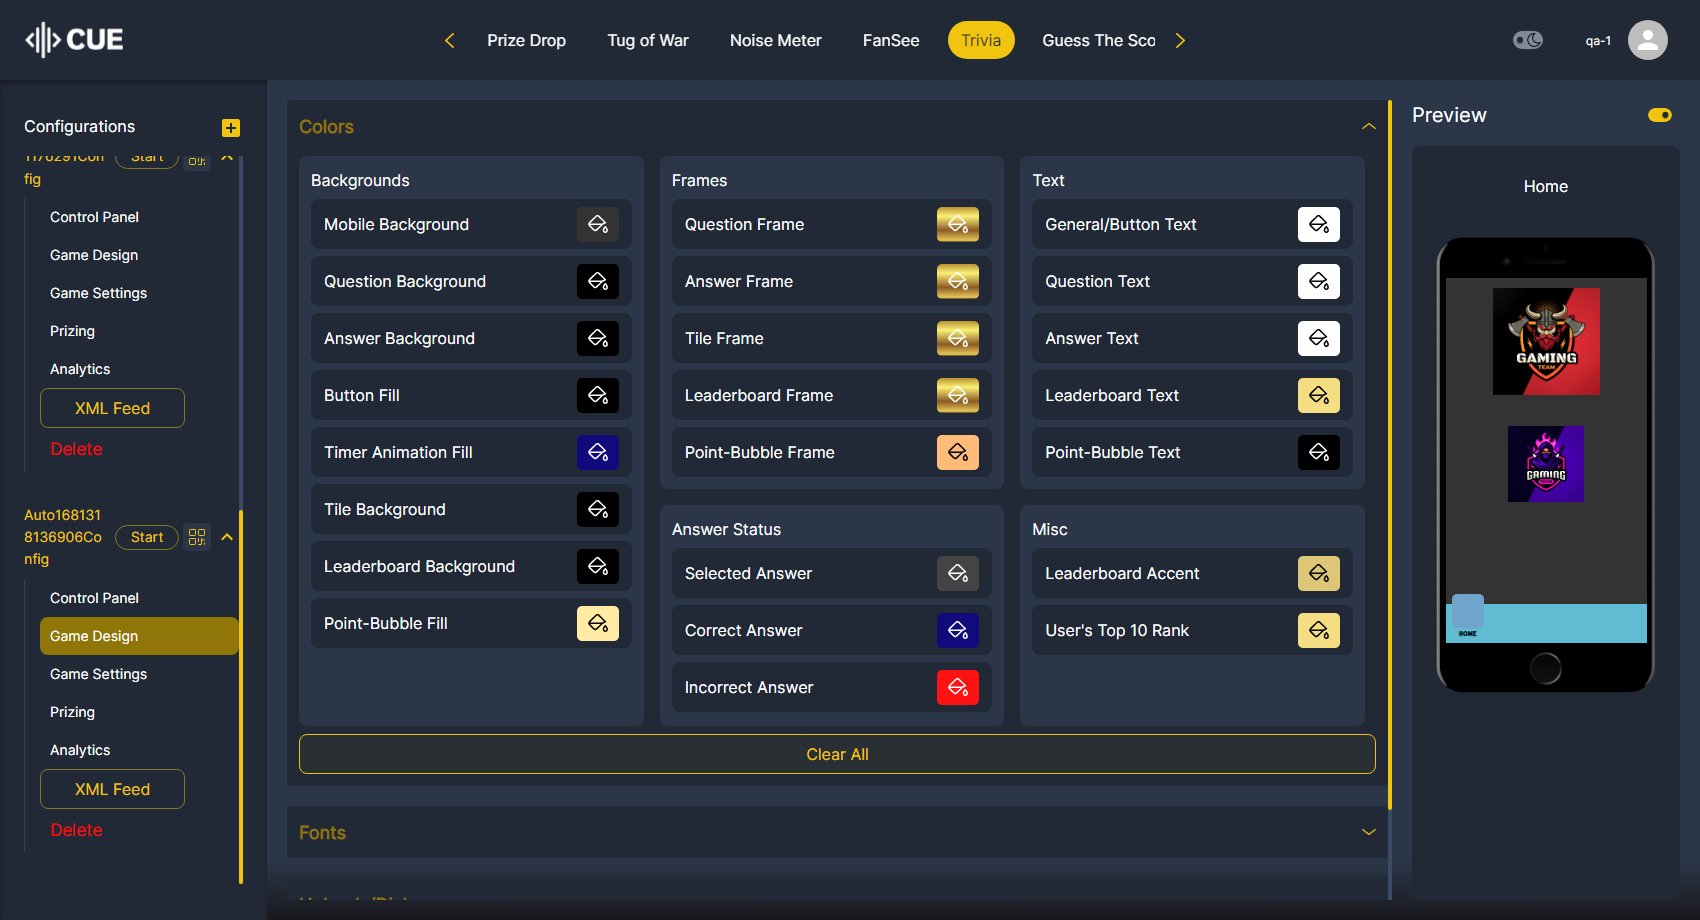 CUE
Prize Drop
Tug of War
Noise Meter
FanSee
Trivia
Guess The Sco
qa-1
Configurations
1176291Con
fig
Start
Control Panel
Game Design
Game Settings
Prizing
Analytics
XML Feed
Delete
Auto168131
8136906Co
nfig
Start
Control Panel
Game Design
Game Settings
Prizing
Analytics
XML Feed
Delete
Colors
Backgrounds
Mobile Background
Question Background
Answer Background
Button Fill
Timer Animation Fill
Tile Background
Leaderboard Background
Point-Bubble Fill
Frames
Question Frame
Answer Frame
Tile Frame
Leaderboard Frame
Point-Bubble Frame
Text
General/Button Text
Question Text
Answer Text
Leaderboard Text
Point-Bubble Text
Answer Status
Selected Answer
Correct Answer
Incorrect Answer
Misc
Leaderboard Accent
User's Top 10 Rank
Clear All
Fonts
Preview
Home
GAMING
TEAM
GAMING
TEAM
HOME